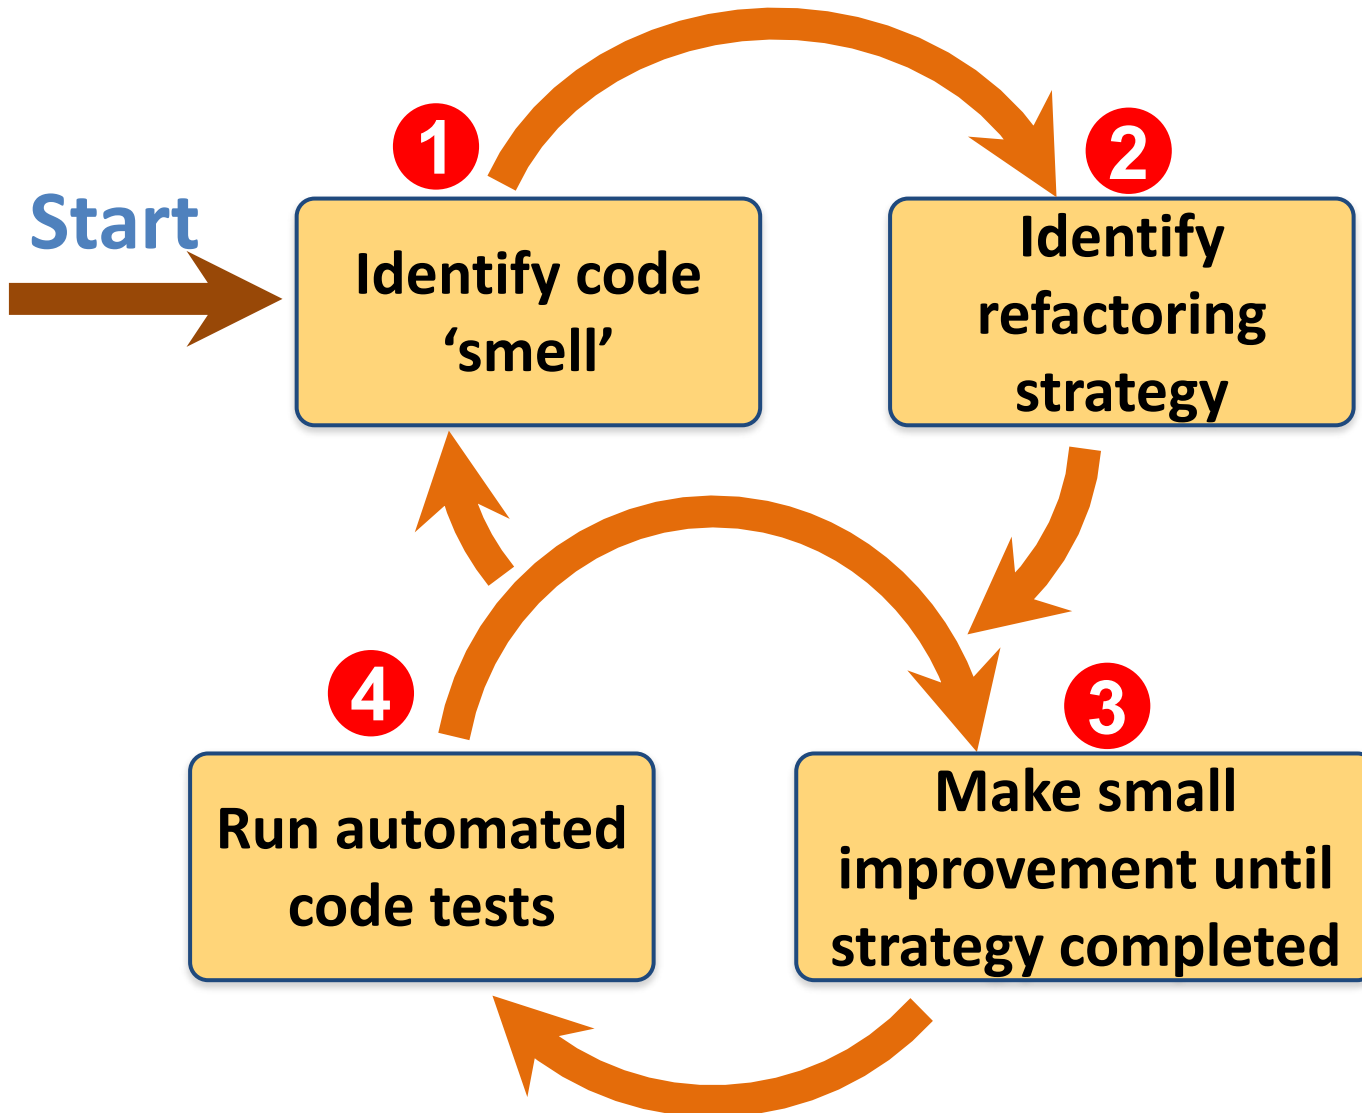 Start
1
Identify code
‘smell’
2
Identify
refactoring
strategy
3
Make small
improvement until
strategy completed
4
Run automated
code tests